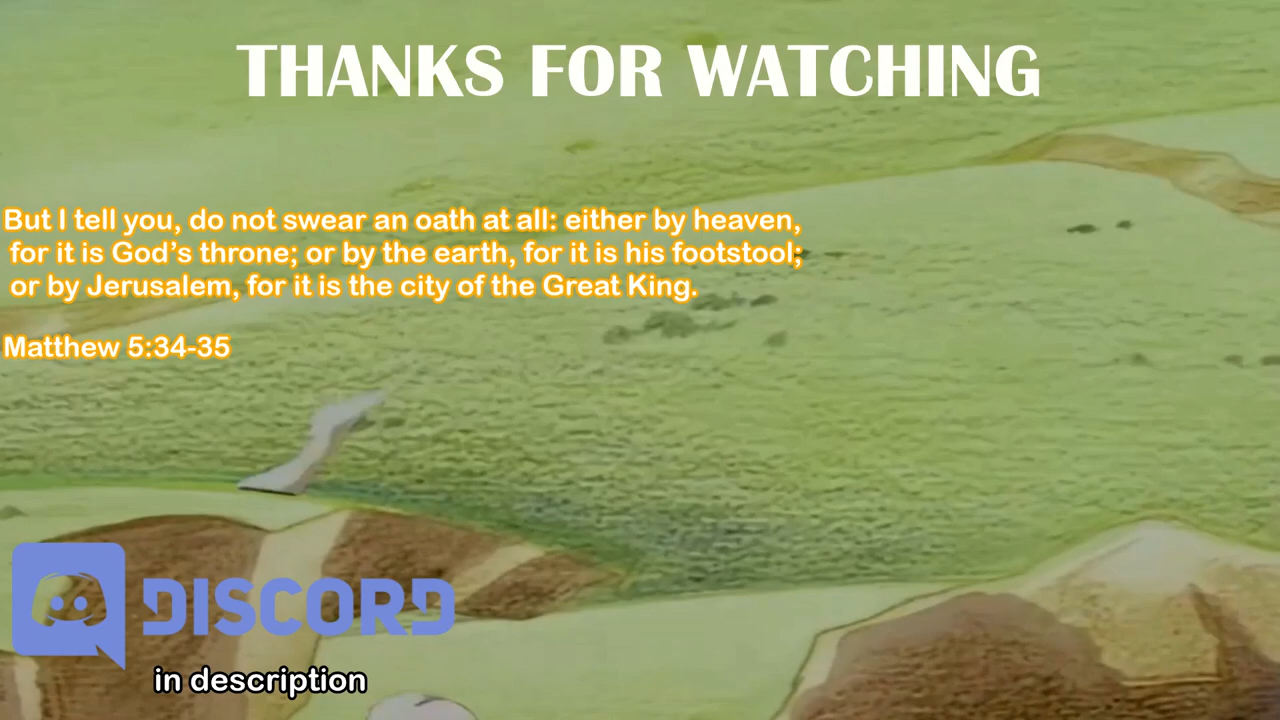 THANKS FOR WATCHING
But I tell you, do not swear an oath at all: either by heaven,
for it is God’s throne; or by the earth, for it is his footstool;
or by Jerusalem, for it is the city of the Great King.
Matthew 5:34-35
DISCORD
in description